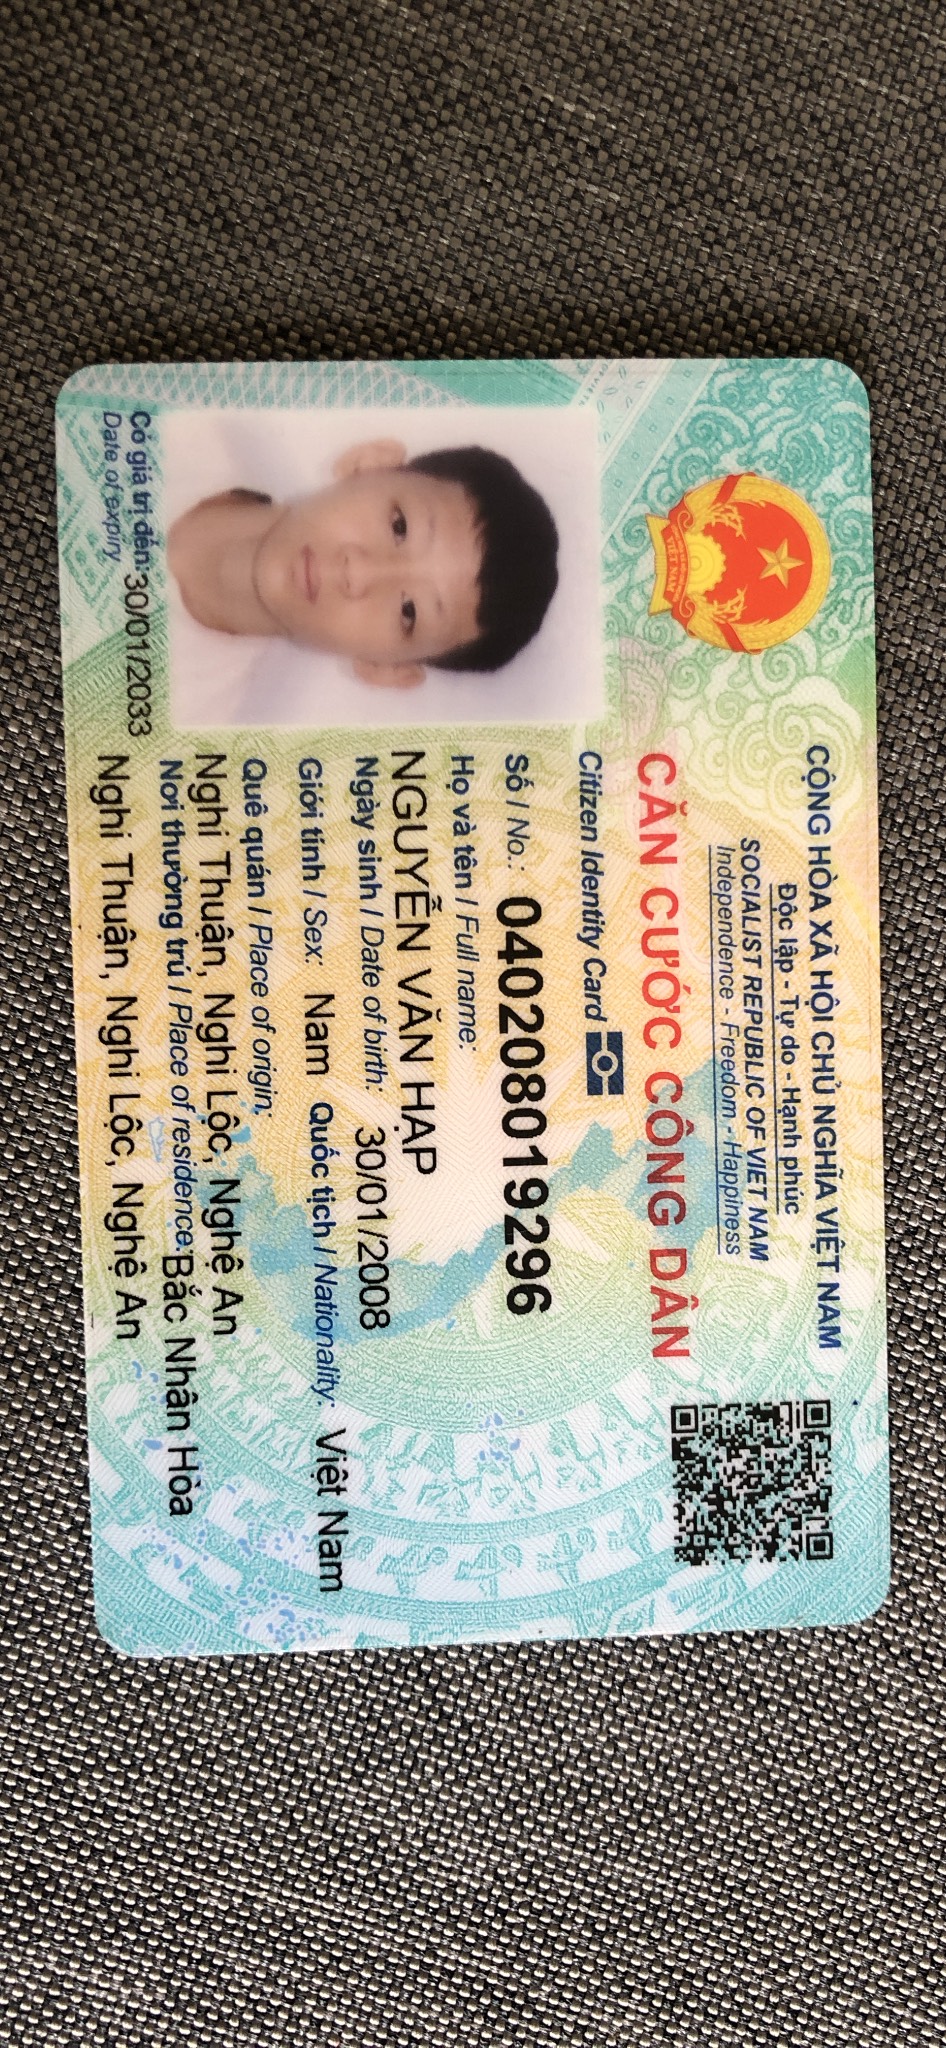 CỘNG HÒA XÃ HỘI CHỦ NGHĨA VIỆT NAM
Độc lập - Tự do - Hạnh phúc
SOCIALIST REPUBLIC OF VIET NAM
Independence - Freedom - Happiness
CĂN CƯỚC CÔNG DÂN
Citizen Identity Card
Số / No.: 040208019296
Họ và tên / Full name:
NGUYỄN VĂN HẠP
Ngày sinh / Date of birth: 30/01/2008
Giới tính / Sex: Nam Quốc tịch / Nationality: Việt Nam
Quê quán / Place of origin:
Nghi Thuận, Nghi Lộc, Nghệ An
Nơi thường trú / Place of residence: Bắc Nhân Hòa
Nghi Thuận, Nghi Lộc, Nghệ An
Có giá trị đến: 30/01/2033
Date of expiry
VIỆT NAM